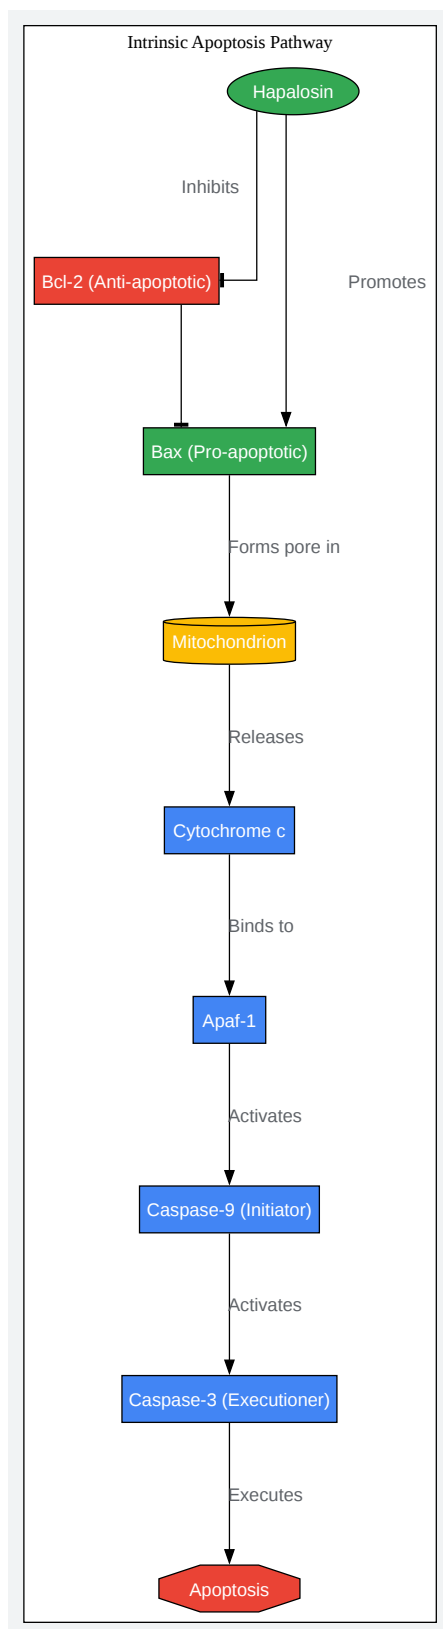 Intrinsic Apoptosis Pathway
Hapalosin
Inhibits
Bcl-2 (Anti-apoptotic)
Promotes
Bax (Pro-apoptotic)
Forms pore in
Mitochondrion
Releases
Cytochrome c
Binds to
Apaf-1
Activates
Caspase-9 (Initiator)
Activates
Caspase-3 (Executioner)
Executes
Apoptosis